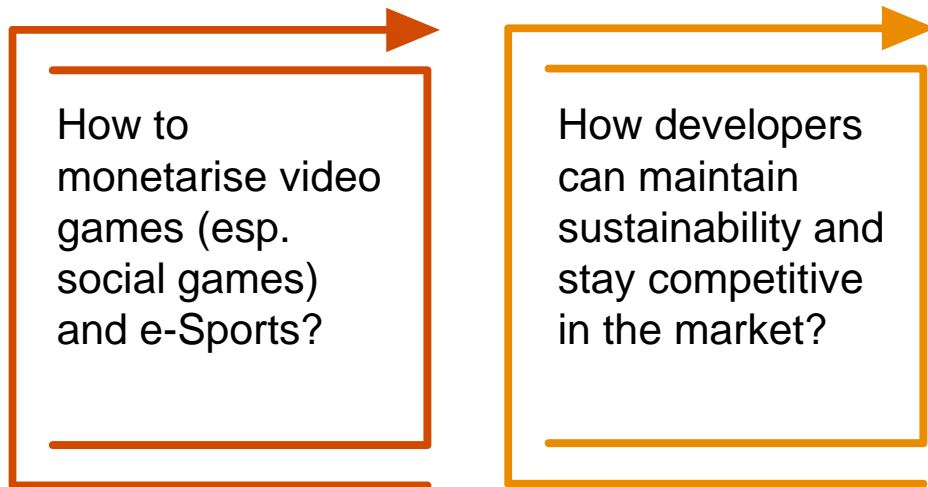 How to
monetarise video
games (esp.
social games)
and e-Sports?
How developers
can maintain
sustainability and
stay competitive
in the market?